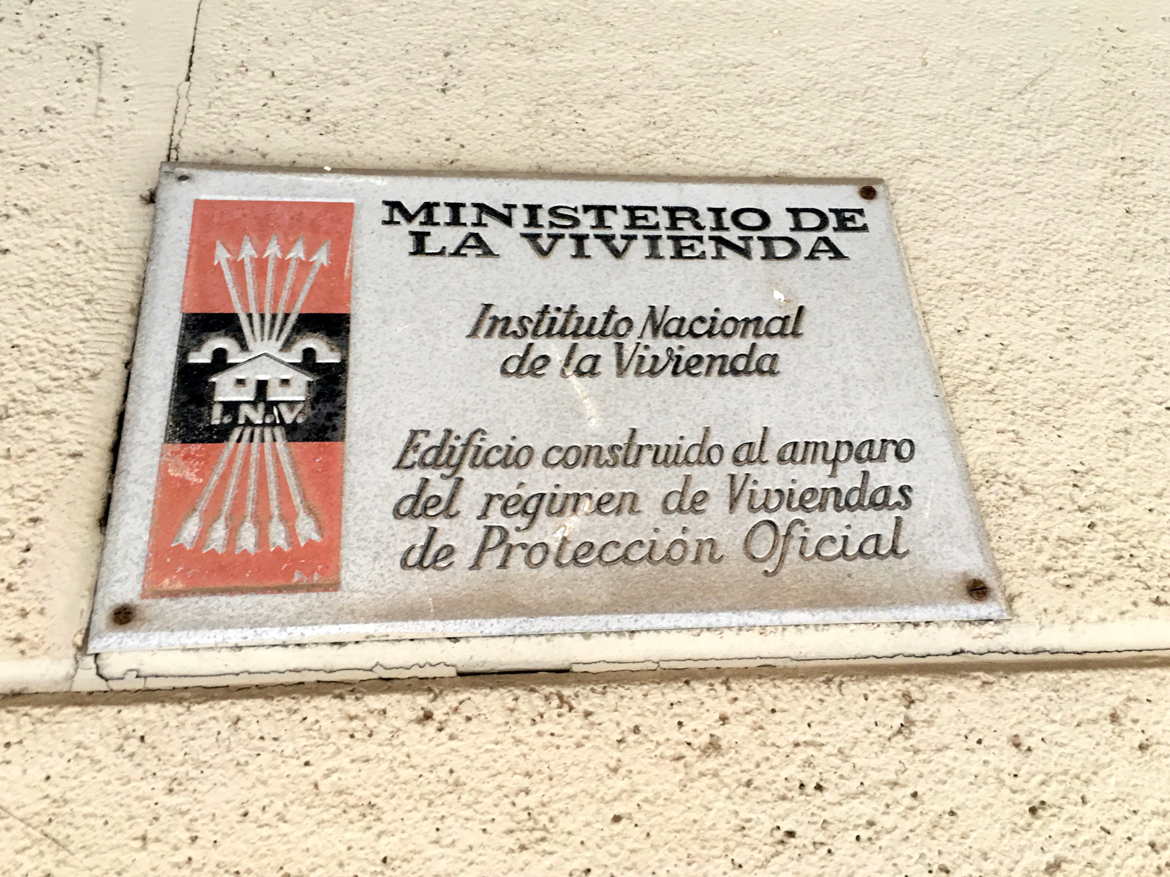 MINISTERIO DE
LA VIVIENDA
Instituto Nacional
de la Vivienda
I. N. V.
Edificio construido al amparo
del régimen de Viviendas
de Protección Oficial